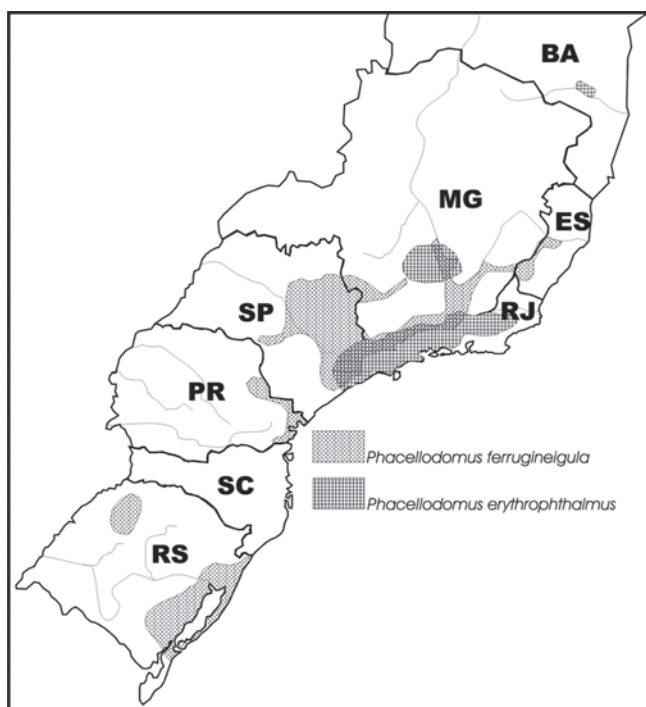 BA
MG
ES
SP
RJ
PR
Phacellodomus ferrugineigula
SC
Phacellodomus erythrophthalmus
RS